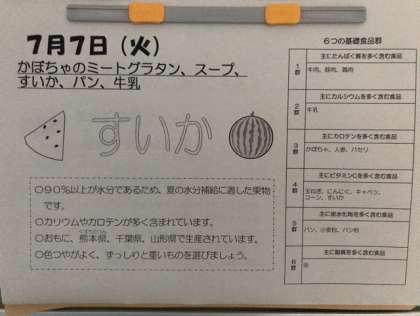 7月7日（火）
かぼちゃのミートグラタン、スープ、
すいか、パン、牛乳
すいか
○90％以上が水分であるため、夏の水分補給に適した果物
です。
○カリウムやカロテンが多く含まれています。
○おもに、熊本県、千葉県、山形県で生産されています。
○色つやがよく、ずっしりと重いものを選びましょう。
6つの基礎食品群
1群
主にたんぱく質を多く含む食品
牛肉、豚肉、鶏肉
2群
主にカルシウムを多く含む食品
牛乳
3群
主にカロテンを多く含む食品
かぼちゃ、人参、パセリ
4群
主にビタミンCを多く含む食品
玉ねぎ、にんにく、キャベツ、
コーン、すいか
5群
主に炭水化物を多く含む食品
パン、小麦粉、パン粉
6群
主に脂質を多く含む食品